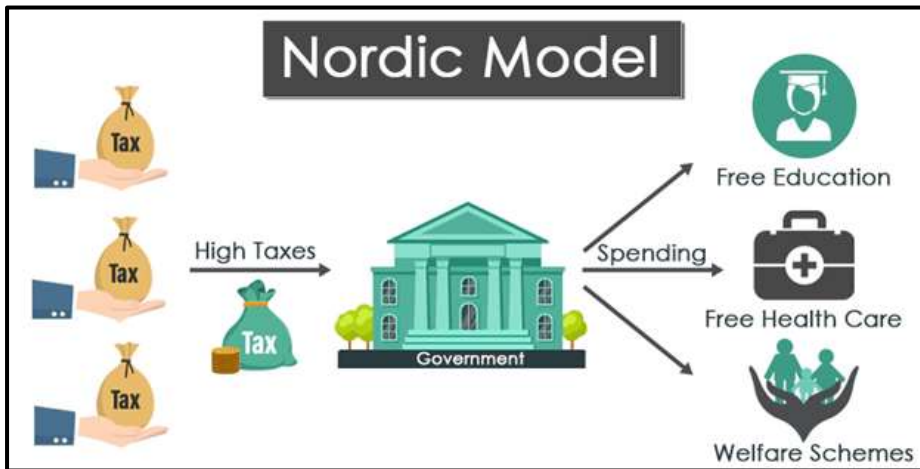 Nordic Model
Tax
Tax
Tax
High Taxes
Tax
Government
Spending
Free Education
Free Health Care
Welfare Schemes